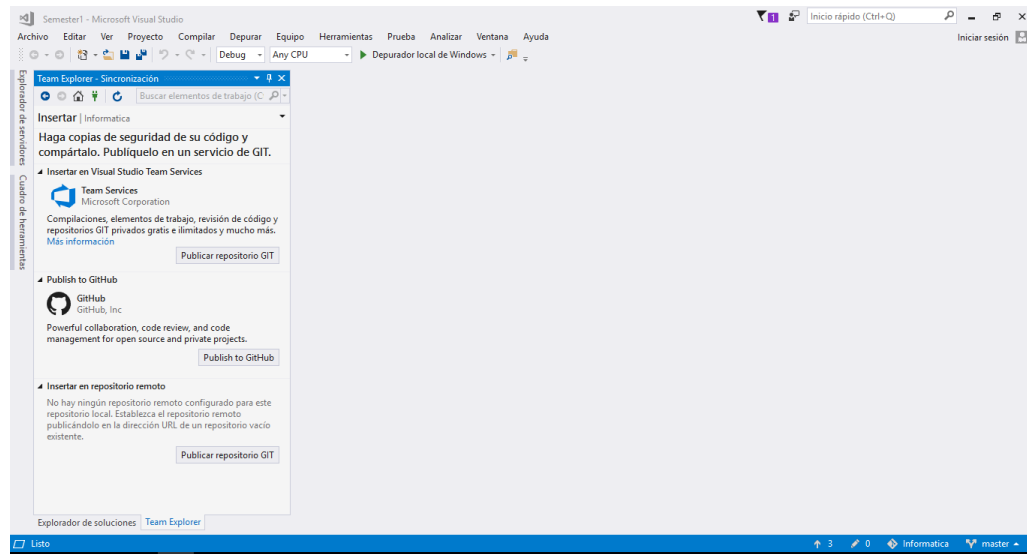 Semester1 - Microsoft Visual Studio
1
Inicio rápido (Ctrl+Q)
Archivo Editar Ver Proyecto Compilar Depurar Equipo Herramientas Prueba Analizar Ventana Ayuda
Iniciar sesión
Debug Any CPU Depurador local de Windows
Explorador de servidores
Cuadro de herramientas
Team Explorer - Sincronización
Buscar elementos de trabajo (C
Insertar | Informatica
Haga copias de seguridad de su código y
compártalo. Publíquelo en un servicio de GIT.
Insertar en Visual Studio Team Services
Team Services
Microsoft Corporation
Compilaciones, elementos de trabajo, revisión de código y
repositorios GIT privados gratis e ilimitados y mucho más.
Más información
Publicar repositorio GIT
Publish to GitHub
GitHub
GitHub, Inc
Powerful collaboration, code review, and code
management for open source and private projects.
Publish to GitHub
Insertar en repositorio remoto
No hay ningún repositorio remoto configurado para este
repositorio local. Establezca el repositorio remoto
publicándolo en la dirección URL de un repositorio vacío
existente.
Publicar repositorio GIT
Explorador de soluciones Team Explorer
Listo
3 0 Informatica master